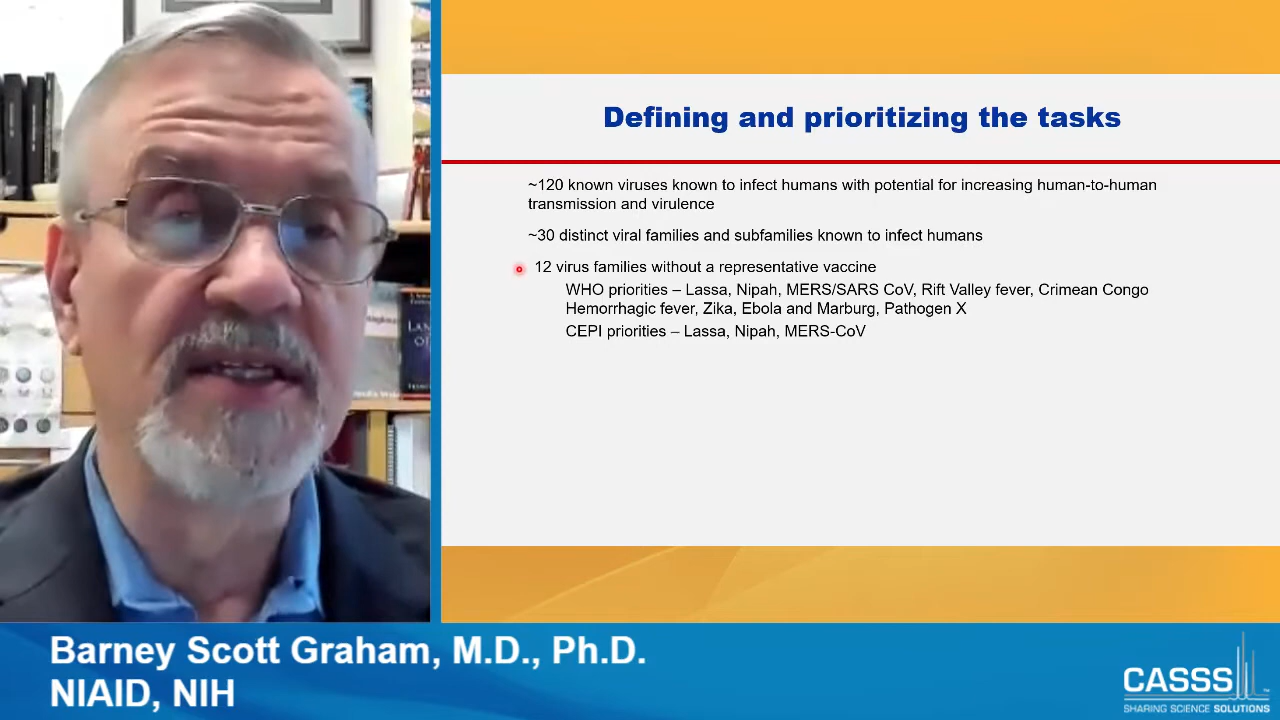 Defining and prioritizing the tasks
~120 known viruses known to infect humans with potential for increasing human-to-human
transmission and virulence
~30 distinct viral families and subfamilies known to infect humans
12 virus families without a representative vaccine
WHO priorities – Lassa, Nipah, MERS/SARS CoV, Rift Valley fever, Crimean Congo
Hemorrhagic fever, Zika, Ebola and Marburg, Pathogen X
CEPI priorities – Lassa, Nipah, MERS-CoV
Barney Scott Graham, M.D., Ph.D.
NIAID, NIH
CASSS
SHARING SCIENCE SOLUTIONS